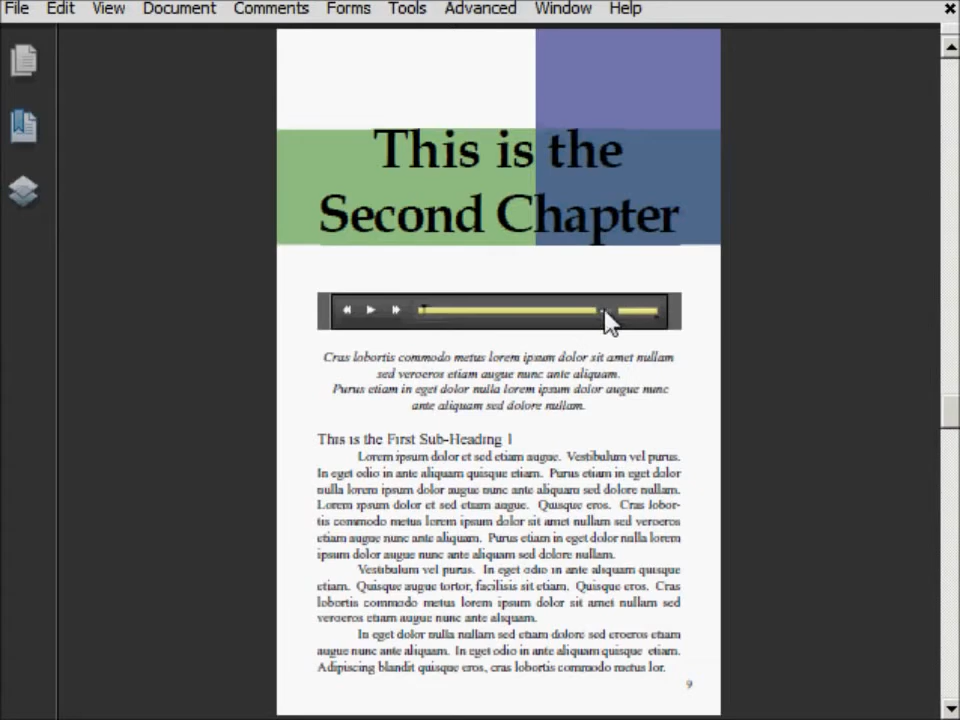 File Edit View Document Comments Forms Tools Advanced Window Help
This is the
Second Chapter
Cras lobortis commodo metus lorem ipsum dolor sit amet nullam
sed veroeros etiam augue nunc ante aliquam.
Purus etiam in eget dolor nulla lorem ipsum dolor augue nunc
ante aliquam sed dolore nullam.
This is the First Sub-Heading 1
Lorem ipsum dolor et sed etiam augue. Vestibulum vel purus.
In eget odio in ante aliquam quisque etiam. Purus etiam in eget dolor
nulla lorem ipsum dolor augue nunc ante aliquam sed dolore nullam.
Lorem ipsum dolor et sed etiam augue. Quisque eros. Cras lobor-
tis commodo metus lorem ipsum dolor sit amet nullam sed veroeros
etiam augue nunc ante aliquam. Purus etiam in eget dolor nulla lorem
ipsum dolor augue nunc ante aliquam sed dolore nullam.
Vestibulum vel purus. In eget odio in ante aliquam quisque
etiam. Quisque augue tortor, facilisis sit etiam. Quisque eros. Cras
lobortis commodo metus lorem ipsum dolor sit amet nullam sed
veroeros etiam augue nunc ante aliquam.
In eget dolor nulla nullam sed etiam dolore sed eroeros etiam
augue nunc ante aliquam. In eget odio in ante aliquam quisque etiam.
Adipiscing blandit quisque eros, cras lobortis commodo metus lor.
9